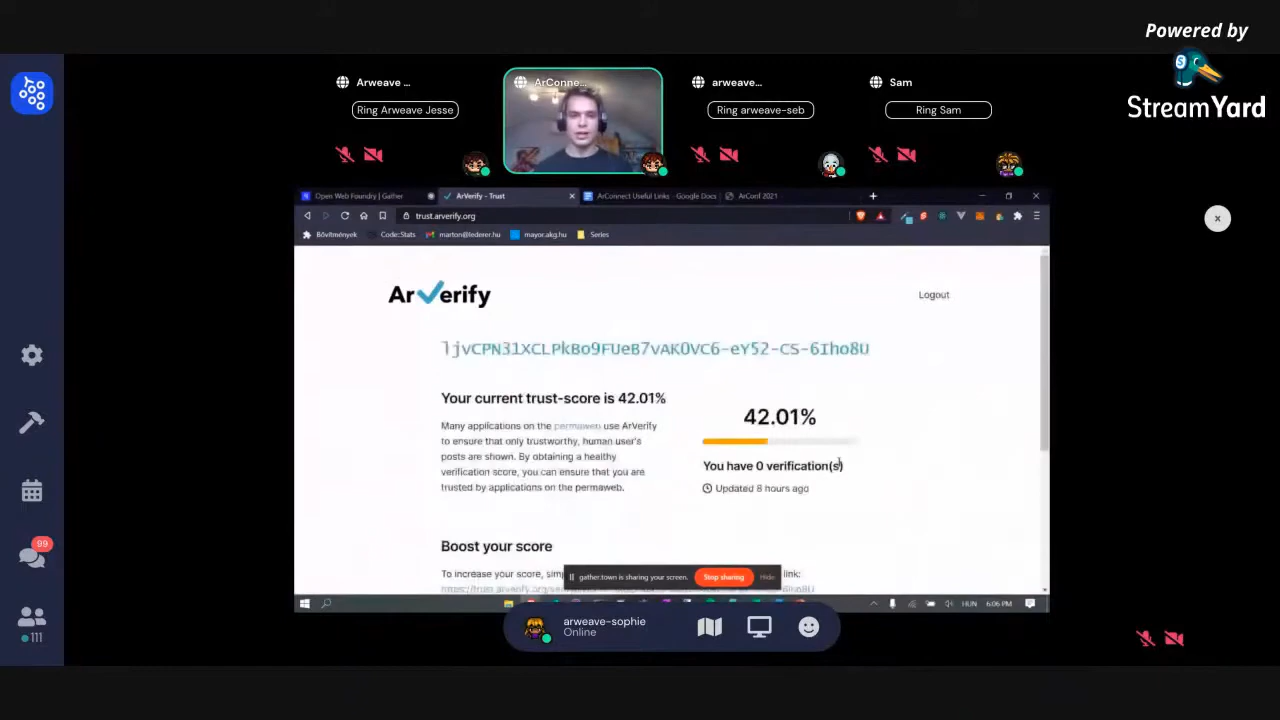 Powered by
StreamYard
Arweave ...
Ring Arweave Jesse
ArConne...
arweave...
Ring arweave-seb
Sam
Ring Sam
Open Web Foundry | Gather
ArVerify - Trust
ArConnect Useful Links - Google Docs
ArConf 2021
trust.arverify.org
Bővítmények
Code::Stats
marton@lederer.hu
mayor.akg.hu
Series
ArVerify
Logout
ljvCPN31XCLPkBo9FUeB7vAK0VC6-eY52-CS-6Iho8U
Your current trust-score is 42.01%
Many applications on the permaweb use ArVerify
to ensure that only trustworthy, human user's
posts are shown. By obtaining a healthy
verification score, you can ensure that you are
trusted by applications on the permaweb.
42.01%
You have 0 verification(s)
Updated 8 hours ago
Boost your score
To increase your score, link:
gather.town is sharing your screen.
Stop sharing
Hide
HUN
6:06 PM
arweave-sophie
Online
99
111